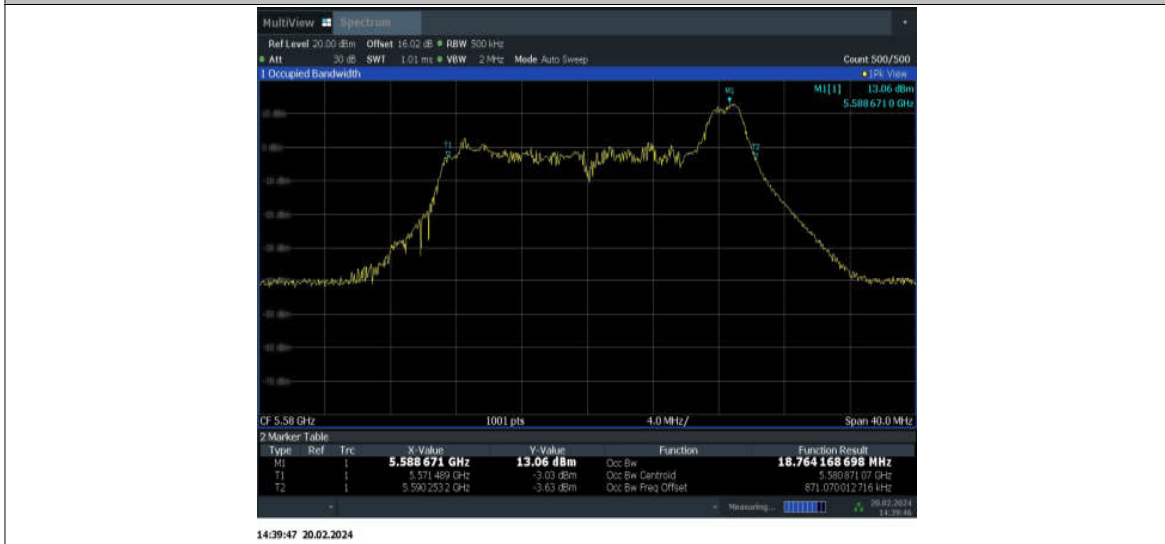 MultiView Spectrum
Ref Level 20.00 dBm Offset 16.02 dB RBW 500 kHz
Att 30 dB SWT 1.01 ms VBW 2 MHz Mode Auto Sweep Count 500/500
1 Occupied Bandwidth 1Pk View
M1 M1[1] 13.06 dBm
5.588 671 0 GHz
T1 T2
CF 5.58 GHz 1001 pts 4.0 MHz/ Span 40.0 MHz
2 Marker Table
Type Ref Trc X-Value Y-Value Function Function Result
M1 1 5.588 671 GHz 13.06 dBm Occ Bw 18.764 168 698 MHz
T1 1 5.571 489 GHz -3.03 dBm Occ Bw Centroid 5.580 871 07 GHz
T2 1 5.590 253 2 GHz -3.63 dBm Occ Bw Freq Offset 871.070 012 716 kHz
Measuring... 20.02.2024
14:39:46
14:39:47 20.02.2024